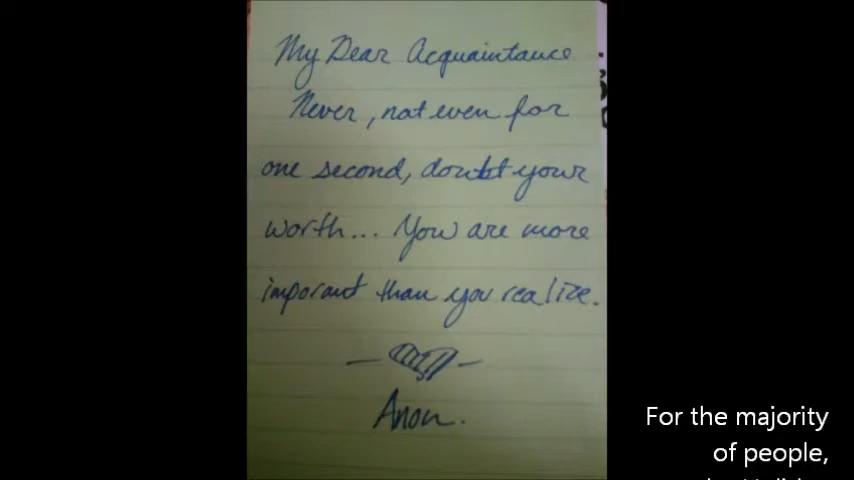 My Dear Acquaintance
Never, not even for
one second, doubt your
worth... You are more
imporant than you realize.
Anon.
For the majority
of people,